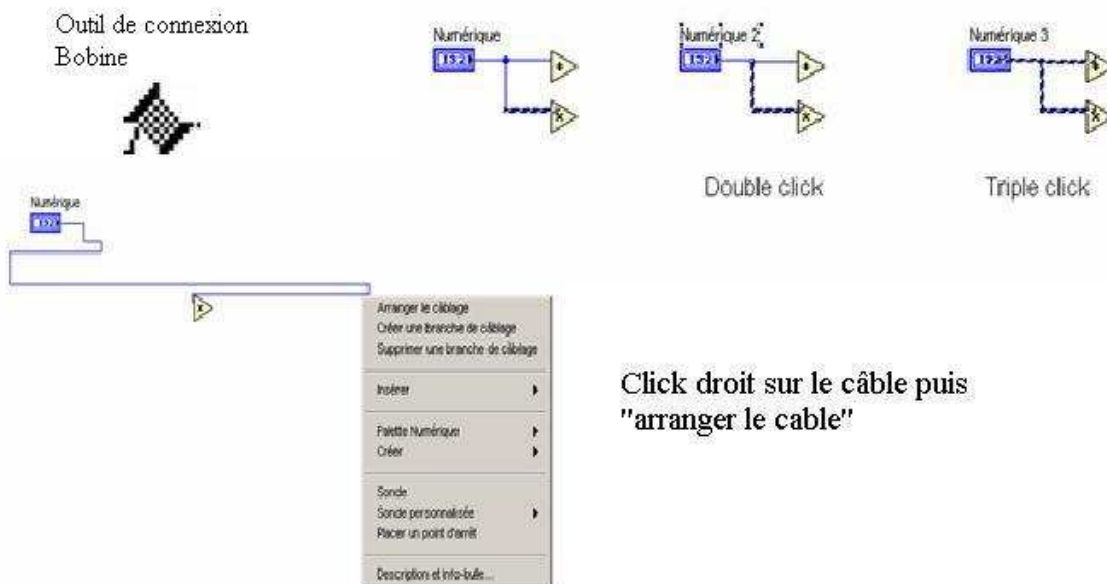 Outil de connexion
Bobine
Numérique
Numérique 2
Numérique 3
Double click
Triple click
Numérique
Arranger le câblage
Créer une branche de câblage
Supprimer une branche de câblage
Insérer
Palette Numérique
Créer
Sonde
Sonde personnalisée
Placer un point d'arrêt
Description et info-bulle...
Click droit sur le câble puis
"arranger le cable"